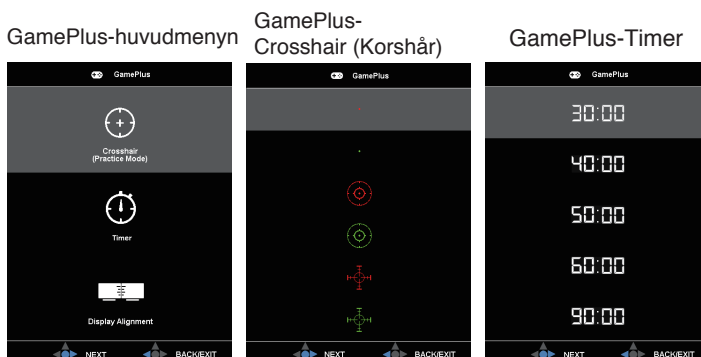 GamePlus-huvudmenyn
GamePlus
Crosshair
(Practice Mode)
Timer
Display Alignment
NEXT BACK/EXIT
GamePlus-
Crosshair (Korshår)
GamePlus
NEXT BACK/EXIT
GamePlus-Timer
GamePlus
30:00
40:00
50:00
60:00
90:00
NEXT BACK/EXIT